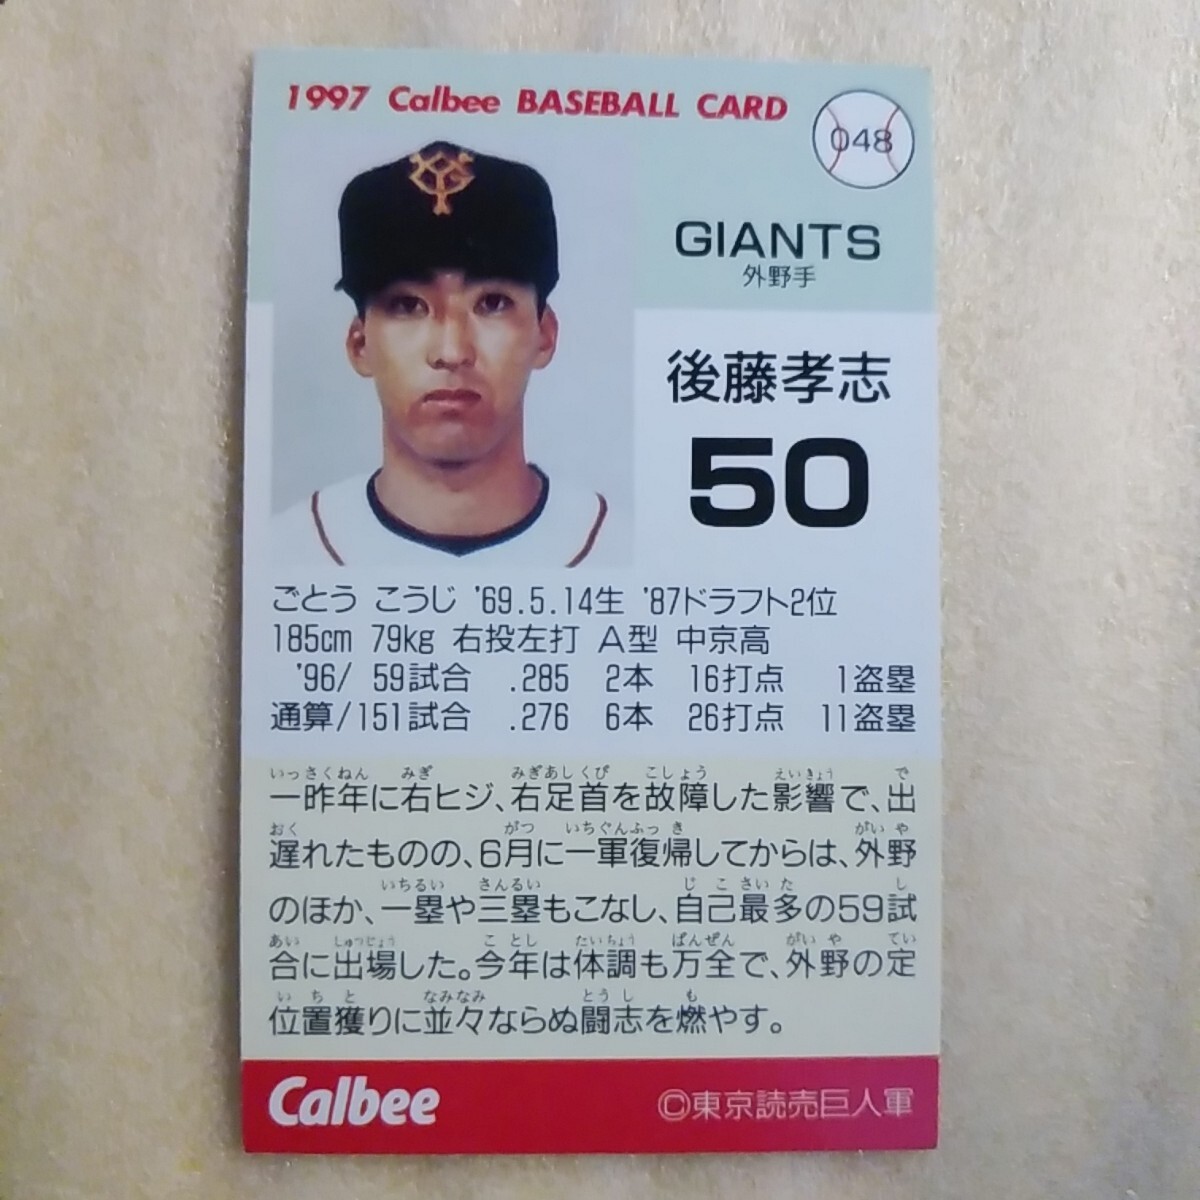 1997 Calbee BASEBALL CARD
048
GIANTS
外野手
後藤孝志
50
ごとう こうじ '69.5.14生 '87ドラフト2位
185cm 79kg 右投左打 A型 中京高
'96/ 59試合 .285 2本 16打点 1盗塁
通算/151試合 .276 6本 26打点 11盗塁
いっさくねん みぎ みぎあしくび こしょう えいきょう で
一昨年に右ヒジ、右足首を故障した影響で、出
おく がつ いちぐんふっき がいや
遅れたものの、6月に一軍復帰してからは、外野
いちるい さんるい じこさいた し
のほか、一塁や三塁もこなし、自己最多の59試
あい しゅつじょう ことし たいちょう ばんぜん がいや てい
合に出場した。今年は体調も万全で、外野の定
いちと なみなみ とうし も
位置獲りに並々ならぬ闘志を燃やす。
Calbee
©東京読売巨人軍